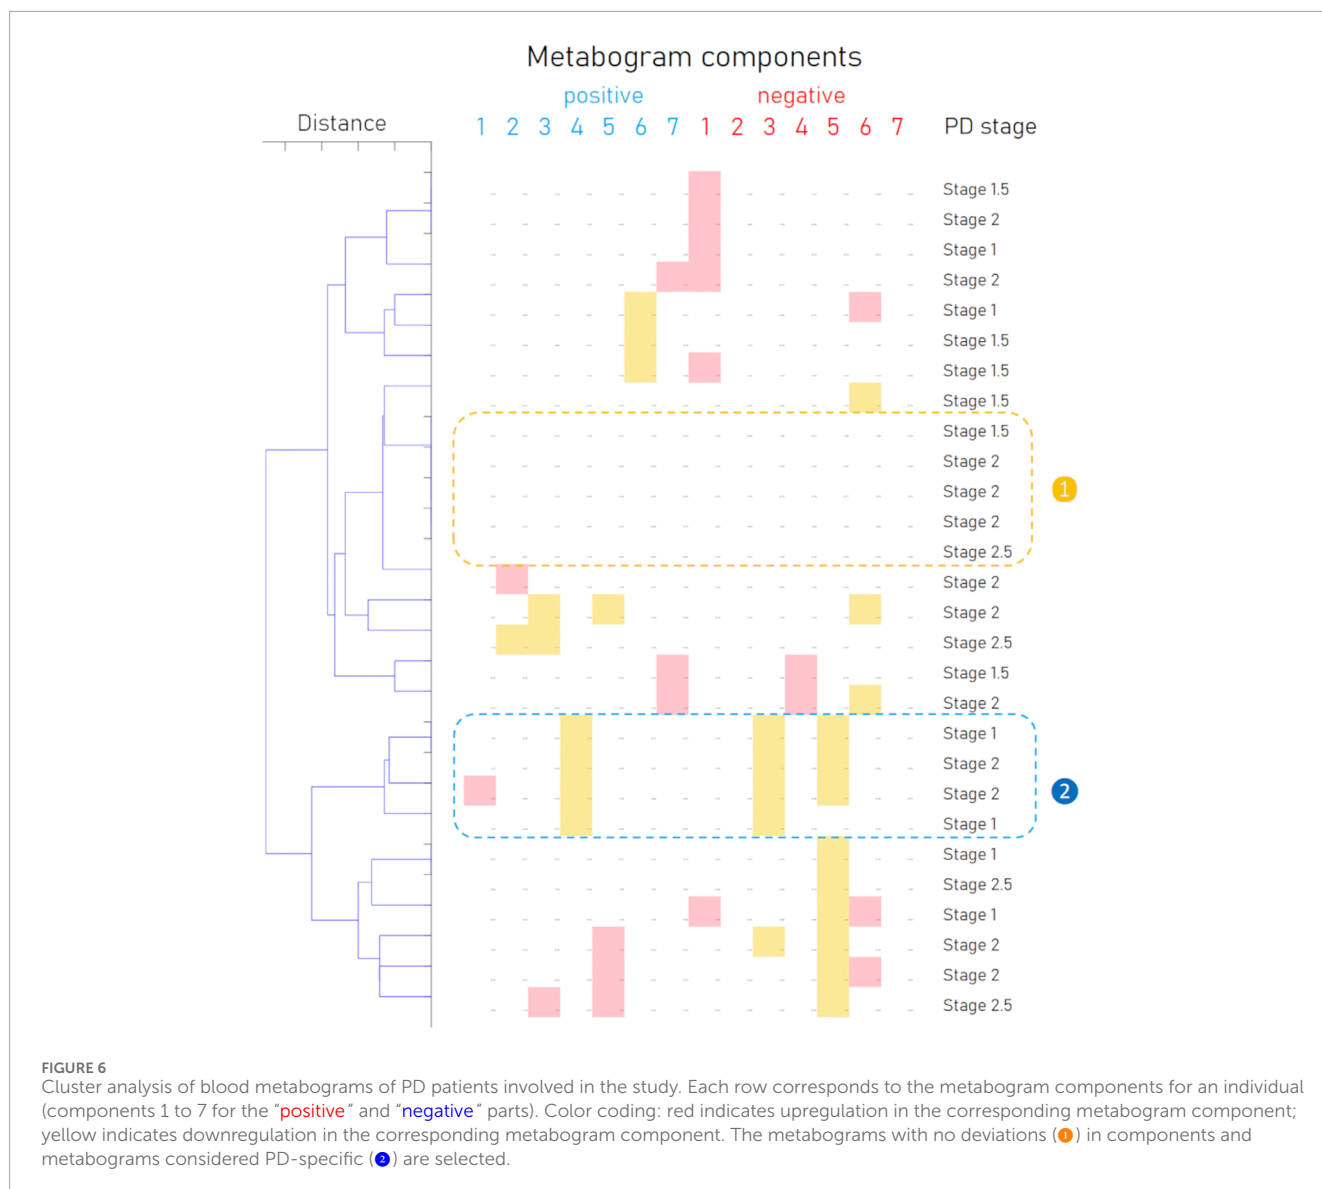 Metabogram components
positive negative
Distance 1 2 3 4 5 6 7 1 2 3 4 5 6 7 PD stage
Stage 1.5
Stage 2
Stage 1
Stage 2
Stage 1
Stage 1.5
Stage 1.5
Stage 1.5
Stage 1.5
Stage 2
Stage 2
1
Stage 2
Stage 2.5
Stage 2
Stage 2
Stage 2.5
Stage 1.5
Stage 2
Stage 1
Stage 2
Stage 2
2
Stage 1
Stage 1
Stage 2.5
Stage 1
Stage 2
Stage 2
Stage 2.5
FIGURE 6
Cluster analysis of blood metabograms of PD patients involved in the study. Each row corresponds to the metabogram components for an individual
(components 1 to 7 for the "positive" and "negative" parts). Color coding: red indicates upregulation in the corresponding metabogram component;
yellow indicates downregulation in the corresponding metabogram component. The metabograms with no deviations (1) in components and
metabograms considered PD-specific (2) are selected.